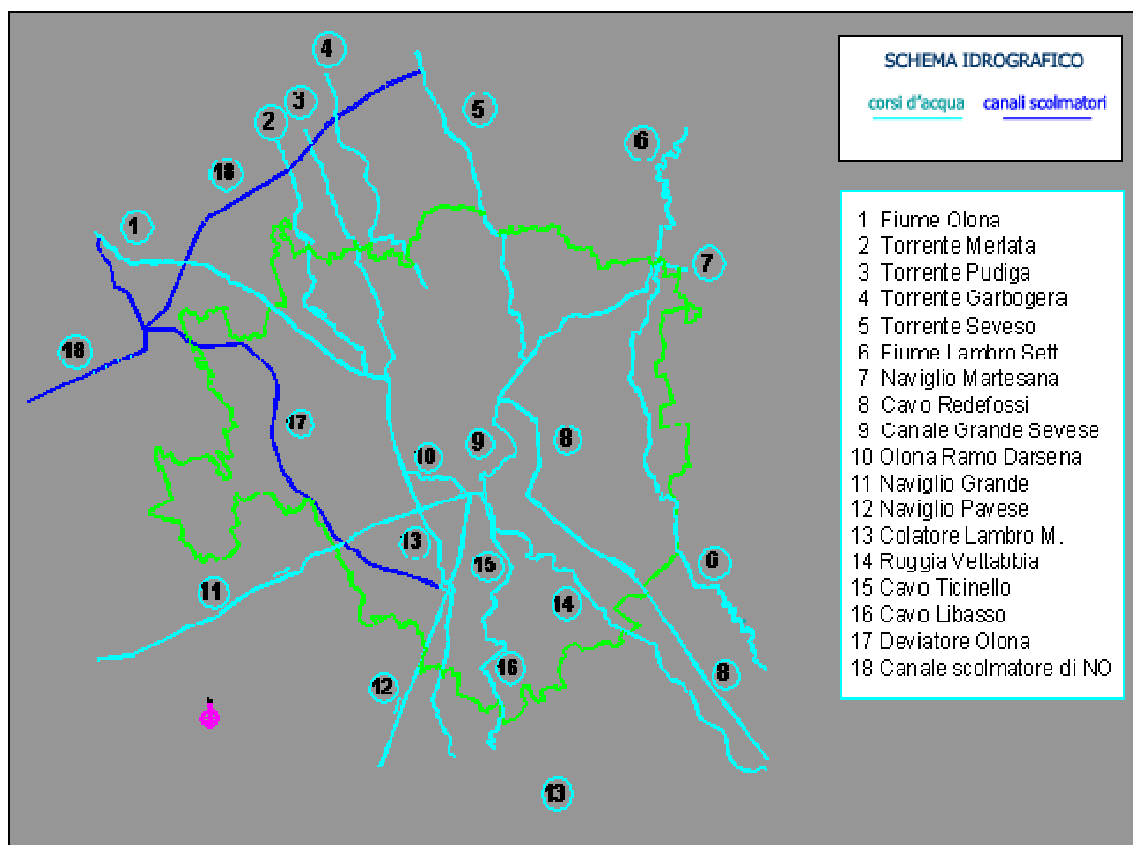 SCHEMA IDROGRAFICO
corsi d'acqua canali scolmatori
1 Fiume Olona
2 Torrente Merlata
3 Torrente Pudiga
4 Torrente Garbogera
5 Torrente Seveso
6 Fiume Lambro Sett
7 Naviglio Martesana
8 Cavo Redefossi
9 Canale Grande Sevese
10 Olona Ramo Darsena
11 Naviglio Grande
12 Naviglio Pavese
13 Colatore Lambro M.
14 Roggia Vettabbia
15 Cavo Ticinello
16 Cavo Libasso
17 Deviatore Olona
18 Canale scolmatore di NO
4
3
2
5
6
18
1
7
18
17
10
9
8
13
15
6
11
14
16
12
8
13